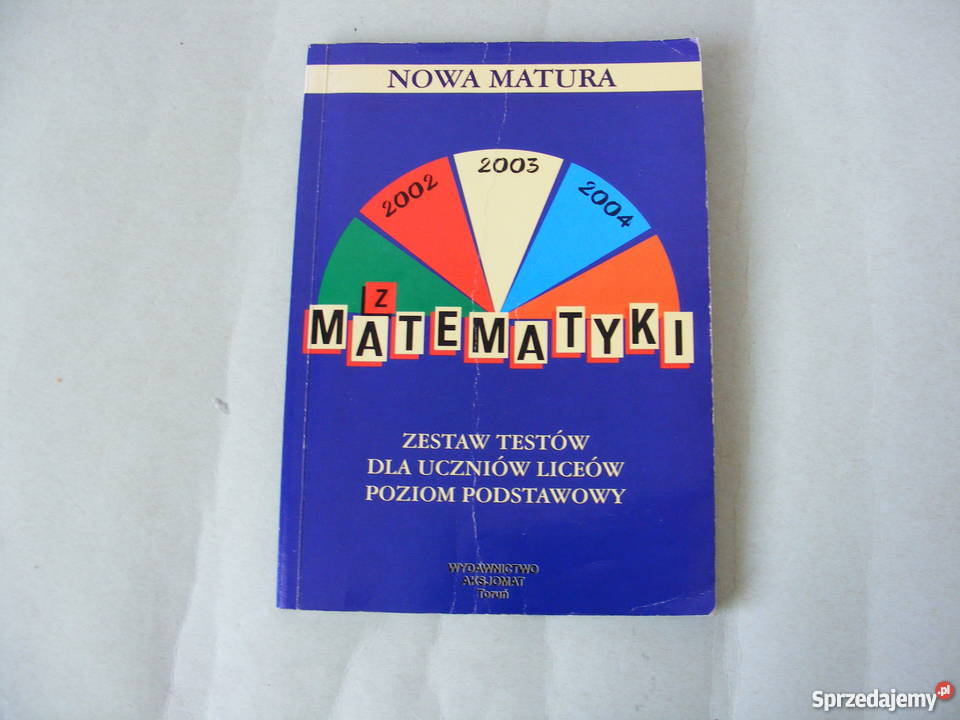 NOWA MATURA
2002
2003
2004
Z
MATEMATYKI
ZESTAW TESTÓW
DLA UCZNIÓW LICEÓW
POZIOM PODSTAWOWY
WYDAWNICTWO
AKSJOMAT
Toruń
Sprzedajemy.pl